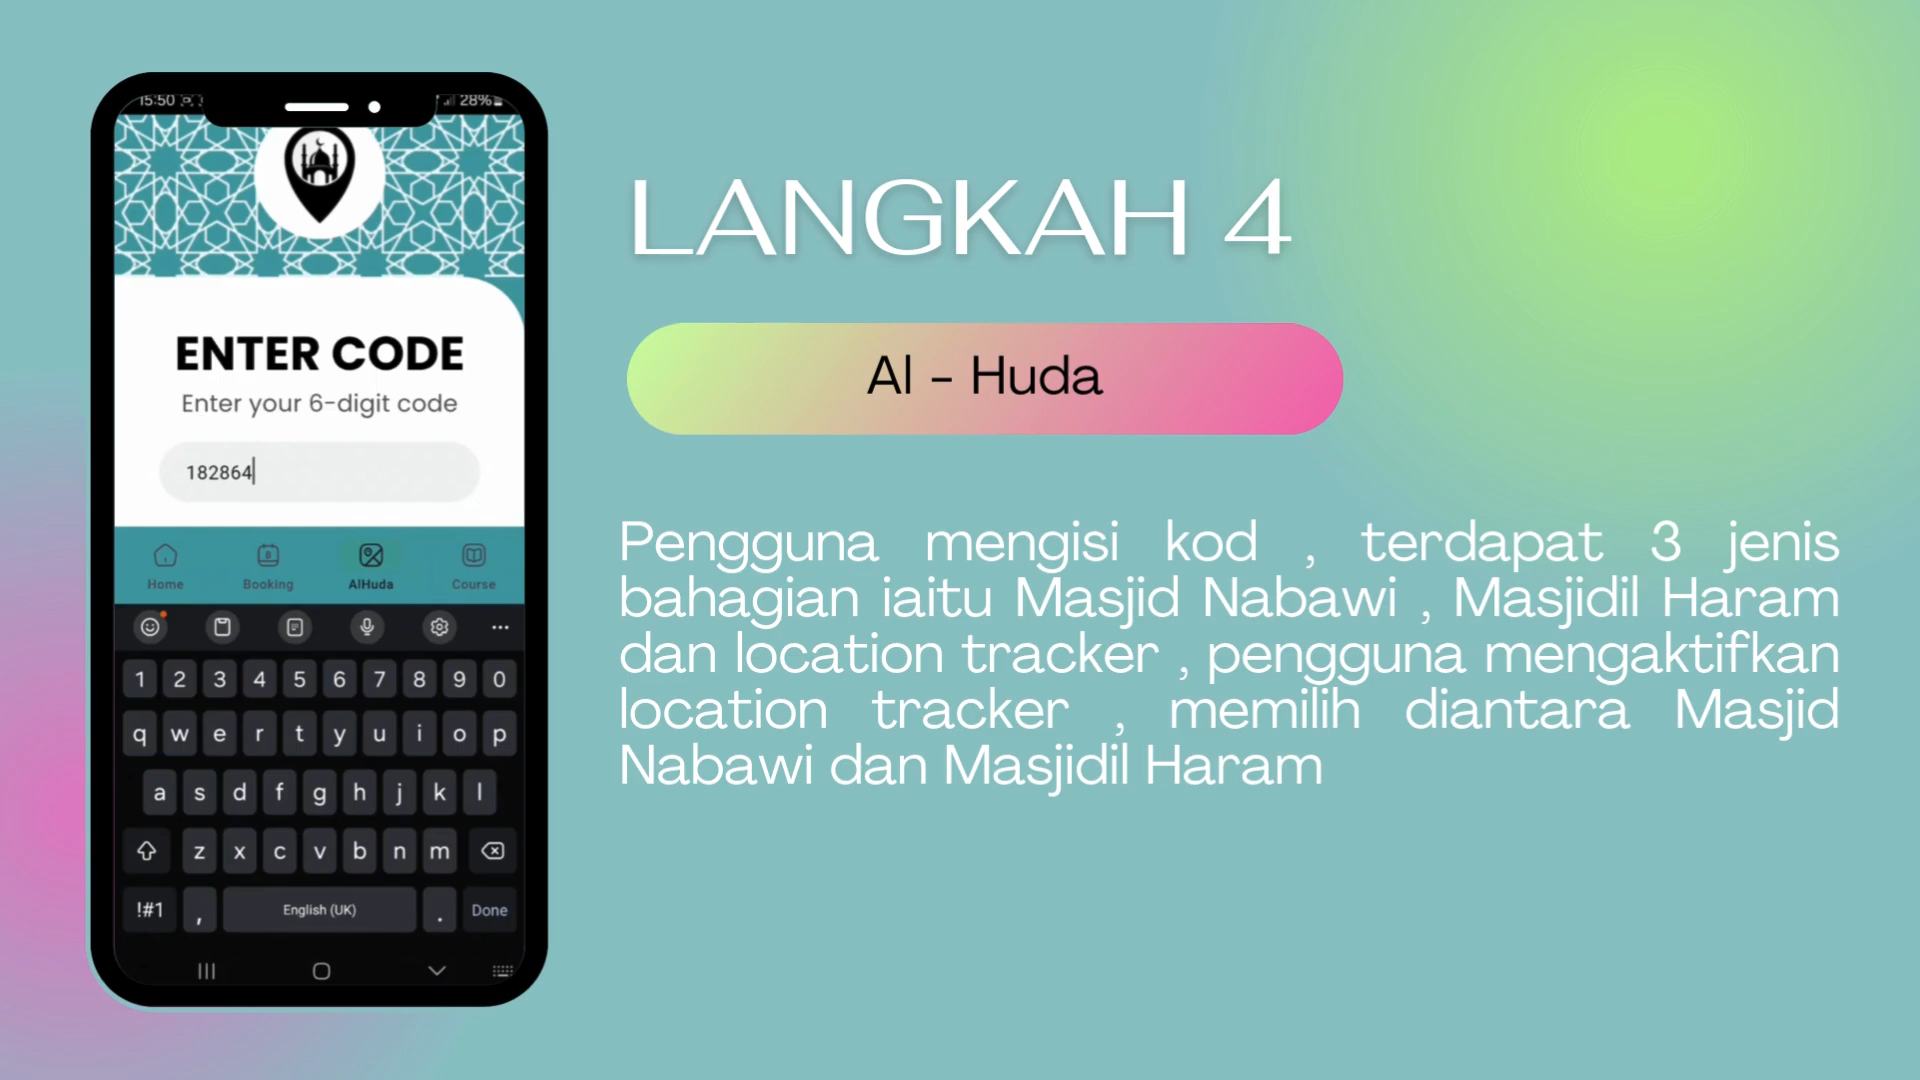 15:50
28%
ENTER CODE
Enter your 6-digit code
182864
Home Booking AlHuda Course
1 2 3 4 5 6 7 8 9 0
q w e r t y u i o p
a s d f g h j k l
z x c v b n m
!#1 , English (UK) . Done
LANGKAH 4
Al - Huda
Pengguna mengisi kod , terdapat 3 jenis
bahagian iaitu Masjid Nabawi , Masjidil Haram
dan location tracker , pengguna mengaktifkan
location tracker , memilih diantara Masjid
Nabawi dan Masjidil Haram